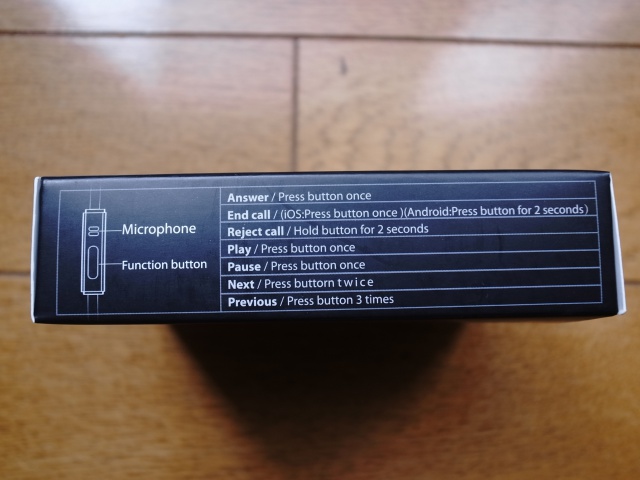 Microphone
Function button
Answer / Press button once
End call / (iOS:Press button once )(Android:Press button for 2 seconds)
Reject call / Hold button for 2 seconds
Play / Press button once
Pause / Press button once
Next / Press buttorn twice
Previous / Press button 3 times